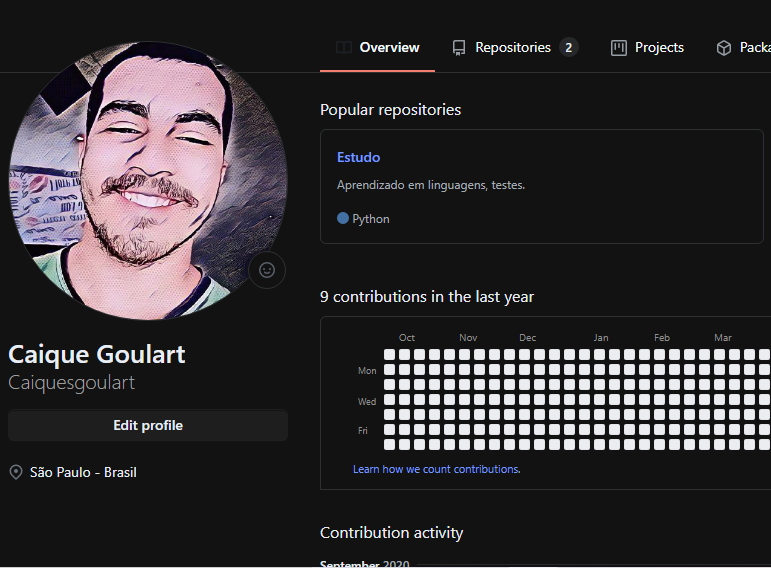 Overview
Repositories 2
Projects
Popular repositories
Estudo
Aprendizado em linguagens, testes.
Python
9 contributions in the last year
Oct Nov Dec Jan Feb Mar
Mon
Wed
Fri
Learn how we count contributions.
Caique Goulart
Caiquesgoulart
Edit profile
São Paulo - Brasil
Contribution activity
September 2020